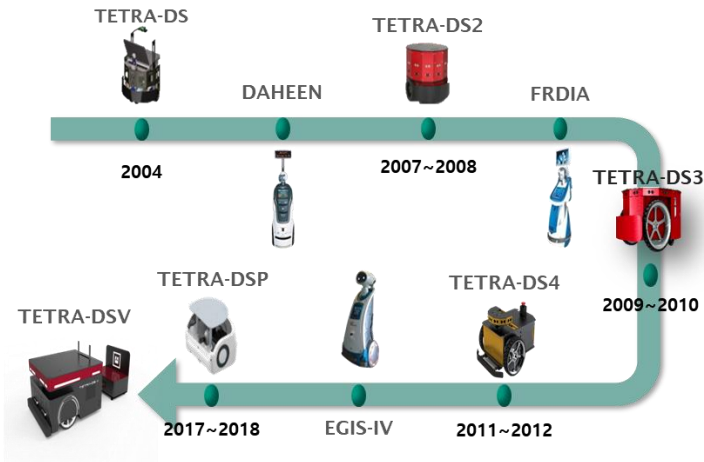 TETRA-DS
TETRA-DS2
DAHEEN
FRDIA
2004
2007~2008
TETRA-DS3
2009~2010
TETRA-DS4
TETRA-DSP
TETRA-DSV
2011~2012
EGIS-IV
2017~2018